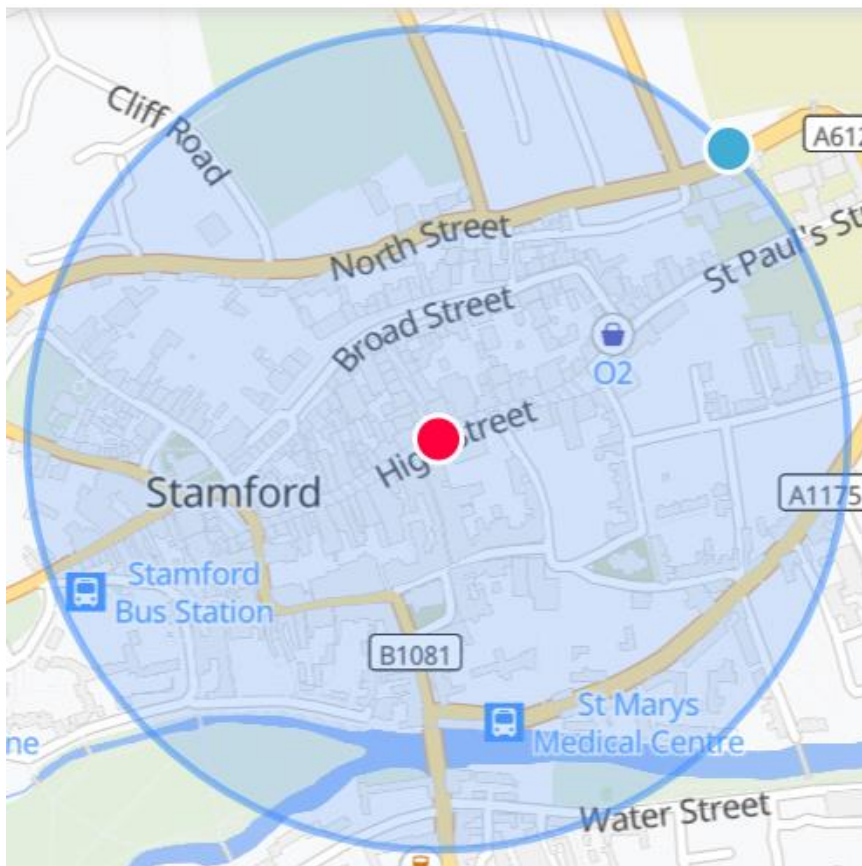 Cliff Road
A612
North Street
St Paul's Str
Broad Street
O2
High Street
Stamford
A1175
Stamford
Bus Station
B1081
St Marys
Medical Centre
ne
Water Street